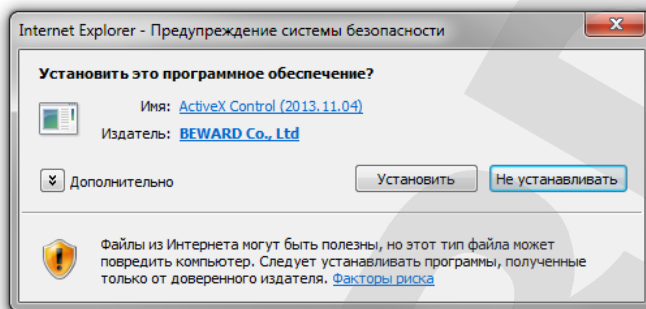 Internet Explorer - Предупреждение системы безопасности
Установить это программное обеспечение?
Имя: ActiveX Control (2013.11.04)
Издатель: BEWARD Co., Ltd
Дополнительно
Установить
Не устанавливать
Файлы из Интернета могут быть полезны, но этот тип файла может
повредить компьютер. Следует устанавливать программы, полученные
только от доверенного издателя. Факторы риска